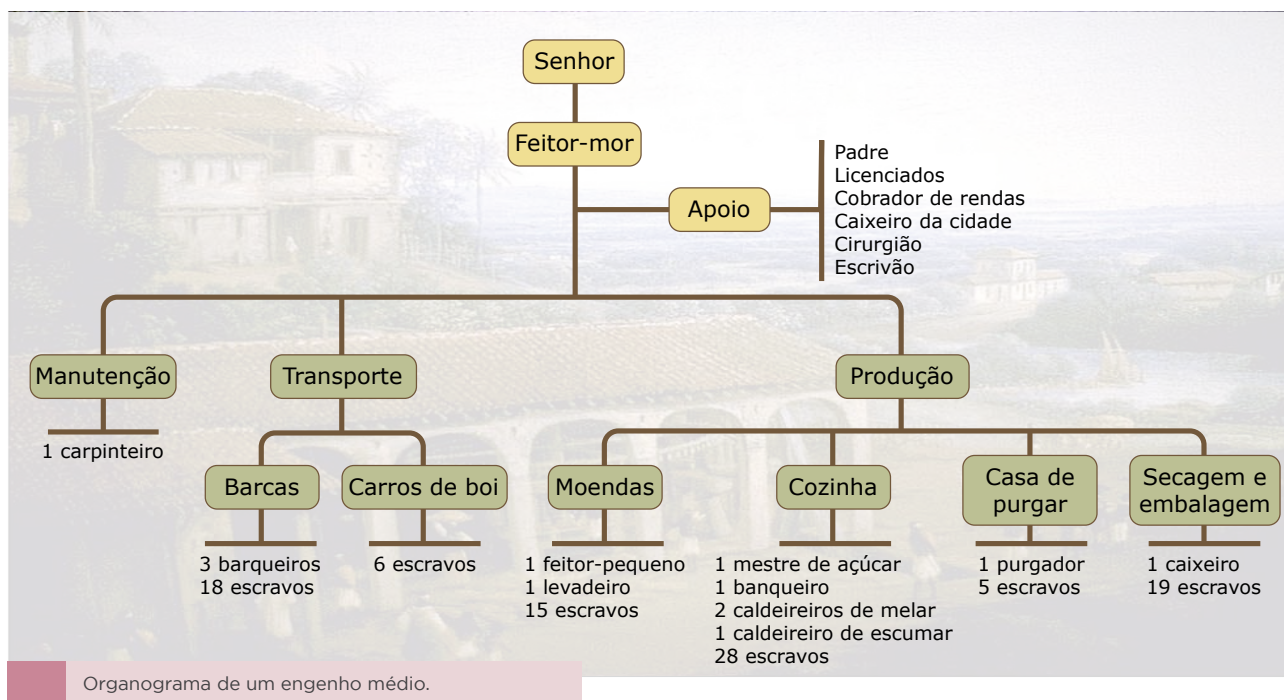 Senhor
Feitor-mor
Apoio
Padre
Licenciados
Cobrador de rendas
Caixeiro da cidade
Cirurgião
Escrivão
Manutenção
1 carpinteiro
Transporte
Barcas
3 barqueiros
18 escravos
Carros de boi
6 escravos
Produção
Moendas
1 feitor-pequeno
1 levadeiro
15 escravos
Cozinha
1 mestre de açúcar
1 banqueiro
2 caldeireiros de melar
1 caldeireiro de escumar
28 escravos
Casa de
purgar
1 purgador
5 escravos
Secagem e
embalagem
1 caixeiro
19 escravos
Organograma de um engenho médio.